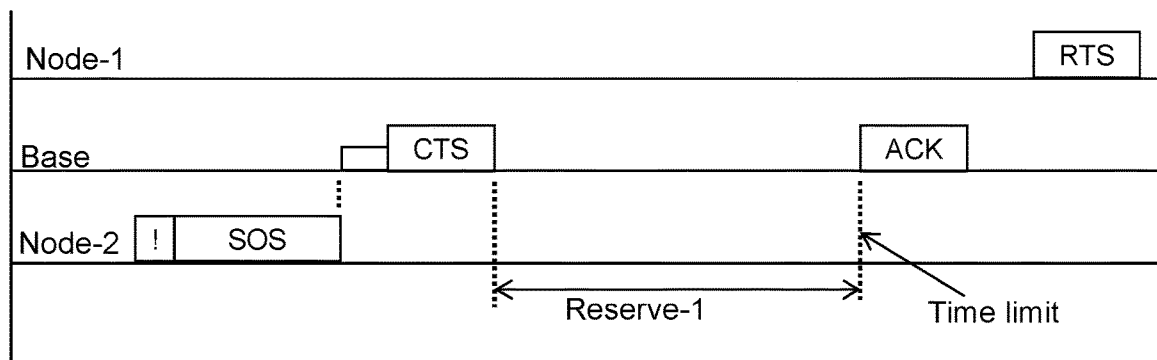 Node-1
RTS
Base
CTS
ACK
Node-2
!
SOS
Reserve-1
Time limit